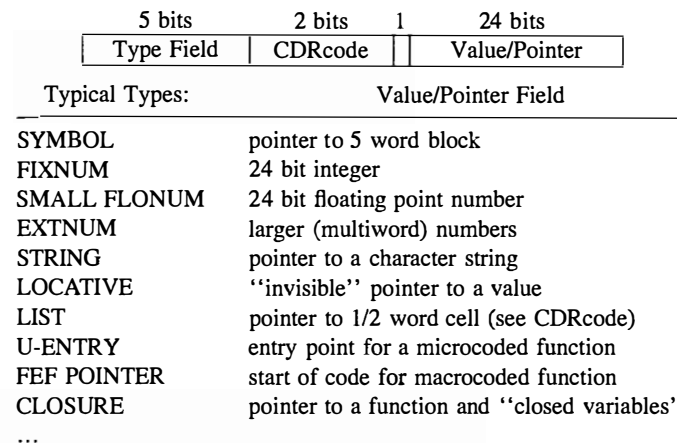 5 bits 2 bits 1 24 bits
Type Field CDRcode Value/Pointer
Typical Types: Value/Pointer Field
SYMBOL pointer to 5 word block
FIXNUM 24 bit integer
SMALL FLONUM 24 bit floating point number
EXTNUM larger (multiword) numbers
STRING pointer to a character string
LOCATIVE ‘‘invisible’’ pointer to a value
LIST pointer to 1/2 word cell (see CDRcode)
U-ENTRY entry point for a microcoded function
FEF POINTER start of code for macrocoded function
CLOSURE pointer to a function and ‘‘closed variables’
...